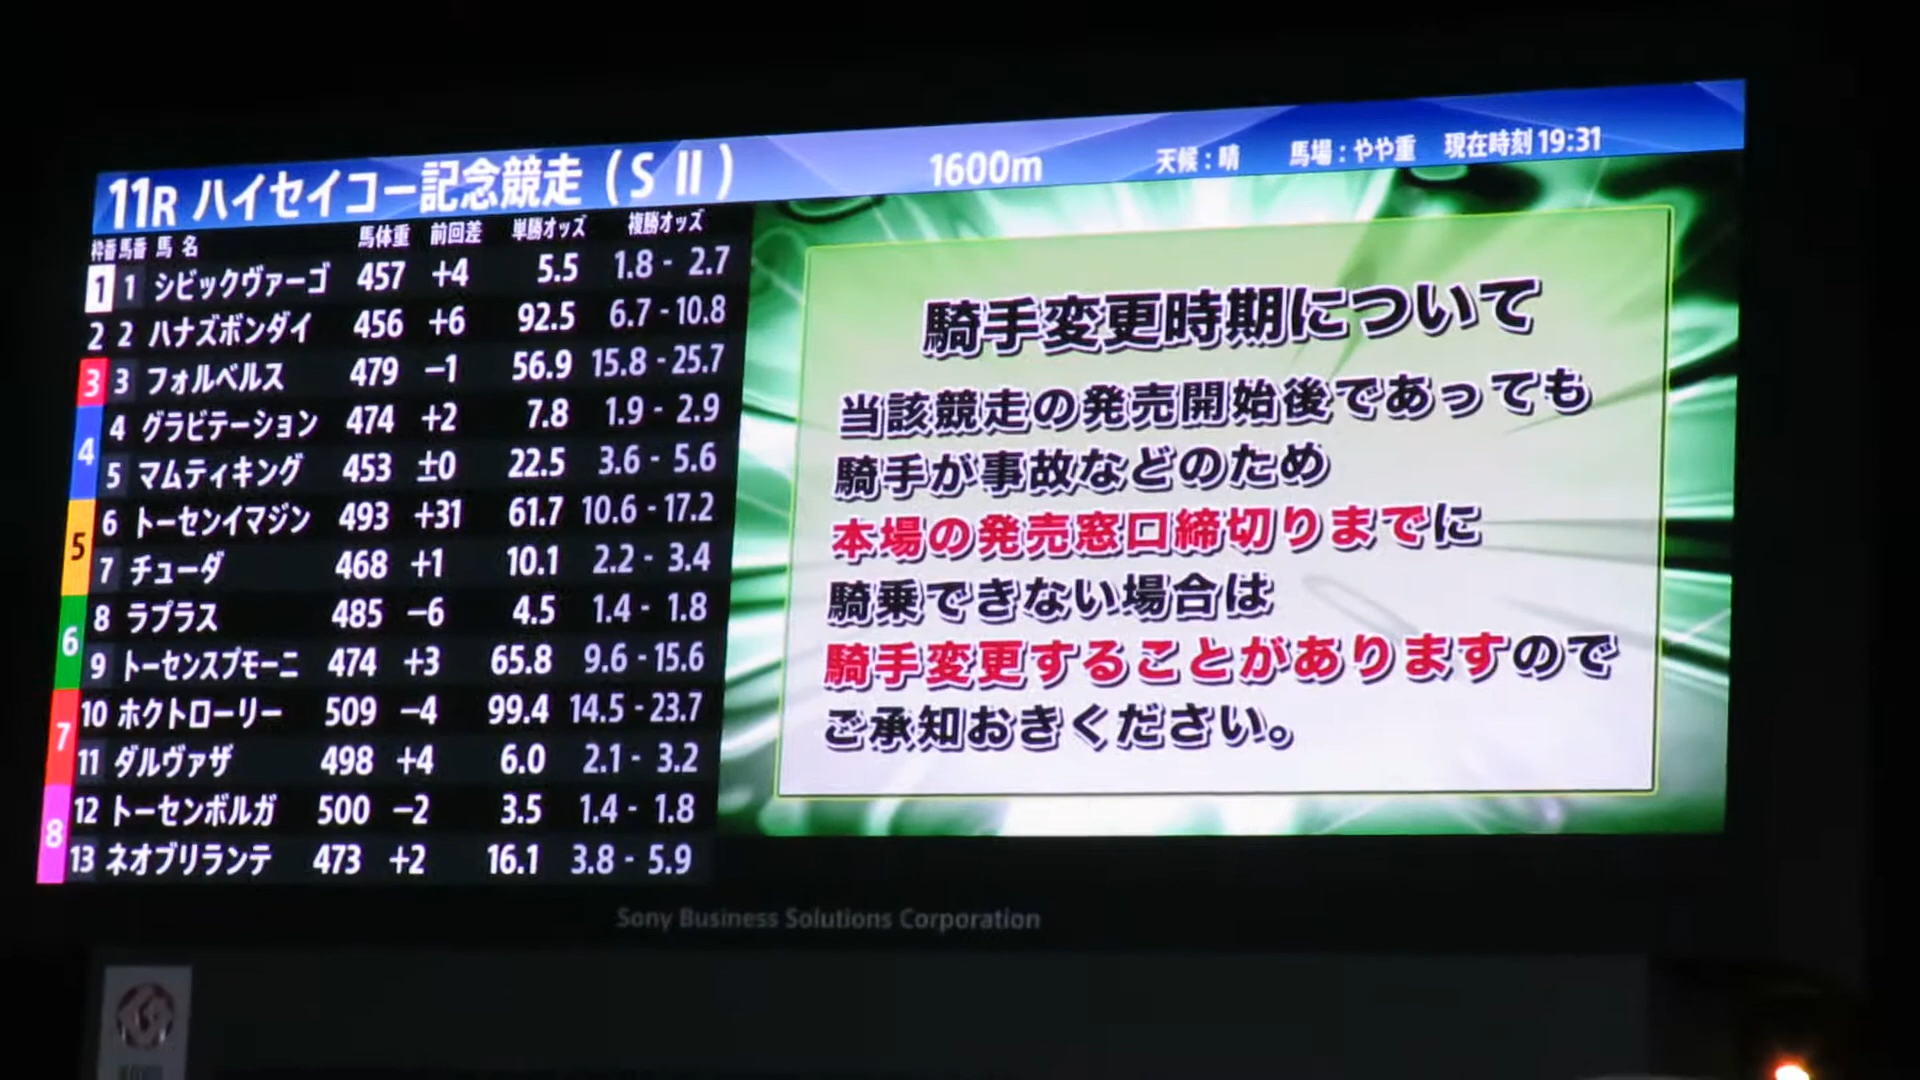 11R ハイセイコー記念競走(SⅡ) 1600m 天候:晴 馬場:やや重 現在時刻19:31
枠番 馬番 馬名 馬体重 前回差 単勝オッズ 複勝オッズ
1 1 シビックヴァーゴ 457 +4 5.5 1.8 - 2.7
2 2 ハナズボンダイ 456 +6 92.5 6.7 - 10.8
3 3 フォルベルス 479 −1 56.9 15.8 - 25.7
4 4 グラビテーション 474 +2 7.8 1.9 - 2.9
5 マムティキング 453 ±0 22.5 3.6 - 5.6
5 6 トーセンイマジン 493 +31 61.7 10.6 - 17.2
7 チューダ 468 +1 10.1 2.2 - 3.4
6 8 ラプラス 485 −6 4.5 1.4 - 1.8
9 トーセンスプモーニ 474 +3 65.8 9.6 - 15.6
7 10 ホクトローリー 509 −4 99.4 14.5 - 23.7
11 ダルヴァザ 498 +4 6.0 2.1 - 3.2
8 12 トーセンボルガ 500 −2 3.5 1.4 - 1.8
13 ネオブリランテ 473 +2 16.1 3.8 - 5.9
騎手変更時期について
当該競走の発売開始後であっても
騎手が事故などのため
本場の発売窓口締切りまでに
騎乗できない場合は
騎手変更することがありますので
ご承知おきください。
Sony Business Solutions Corporation